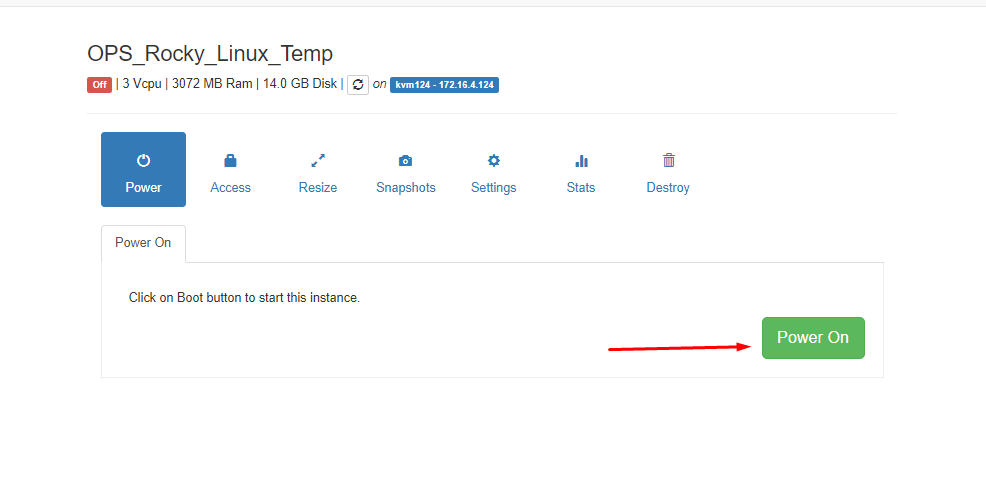 OPS_Rocky_Linux_Temp
Off | 3 Vcpu | 3072 MB Ram | 14.0 GB Disk | on kvm124 - 172.16.4.124
Power Access Resize Snapshots Settings Stats Destroy
Power On
Click on Boot button to start this instance.
Power On